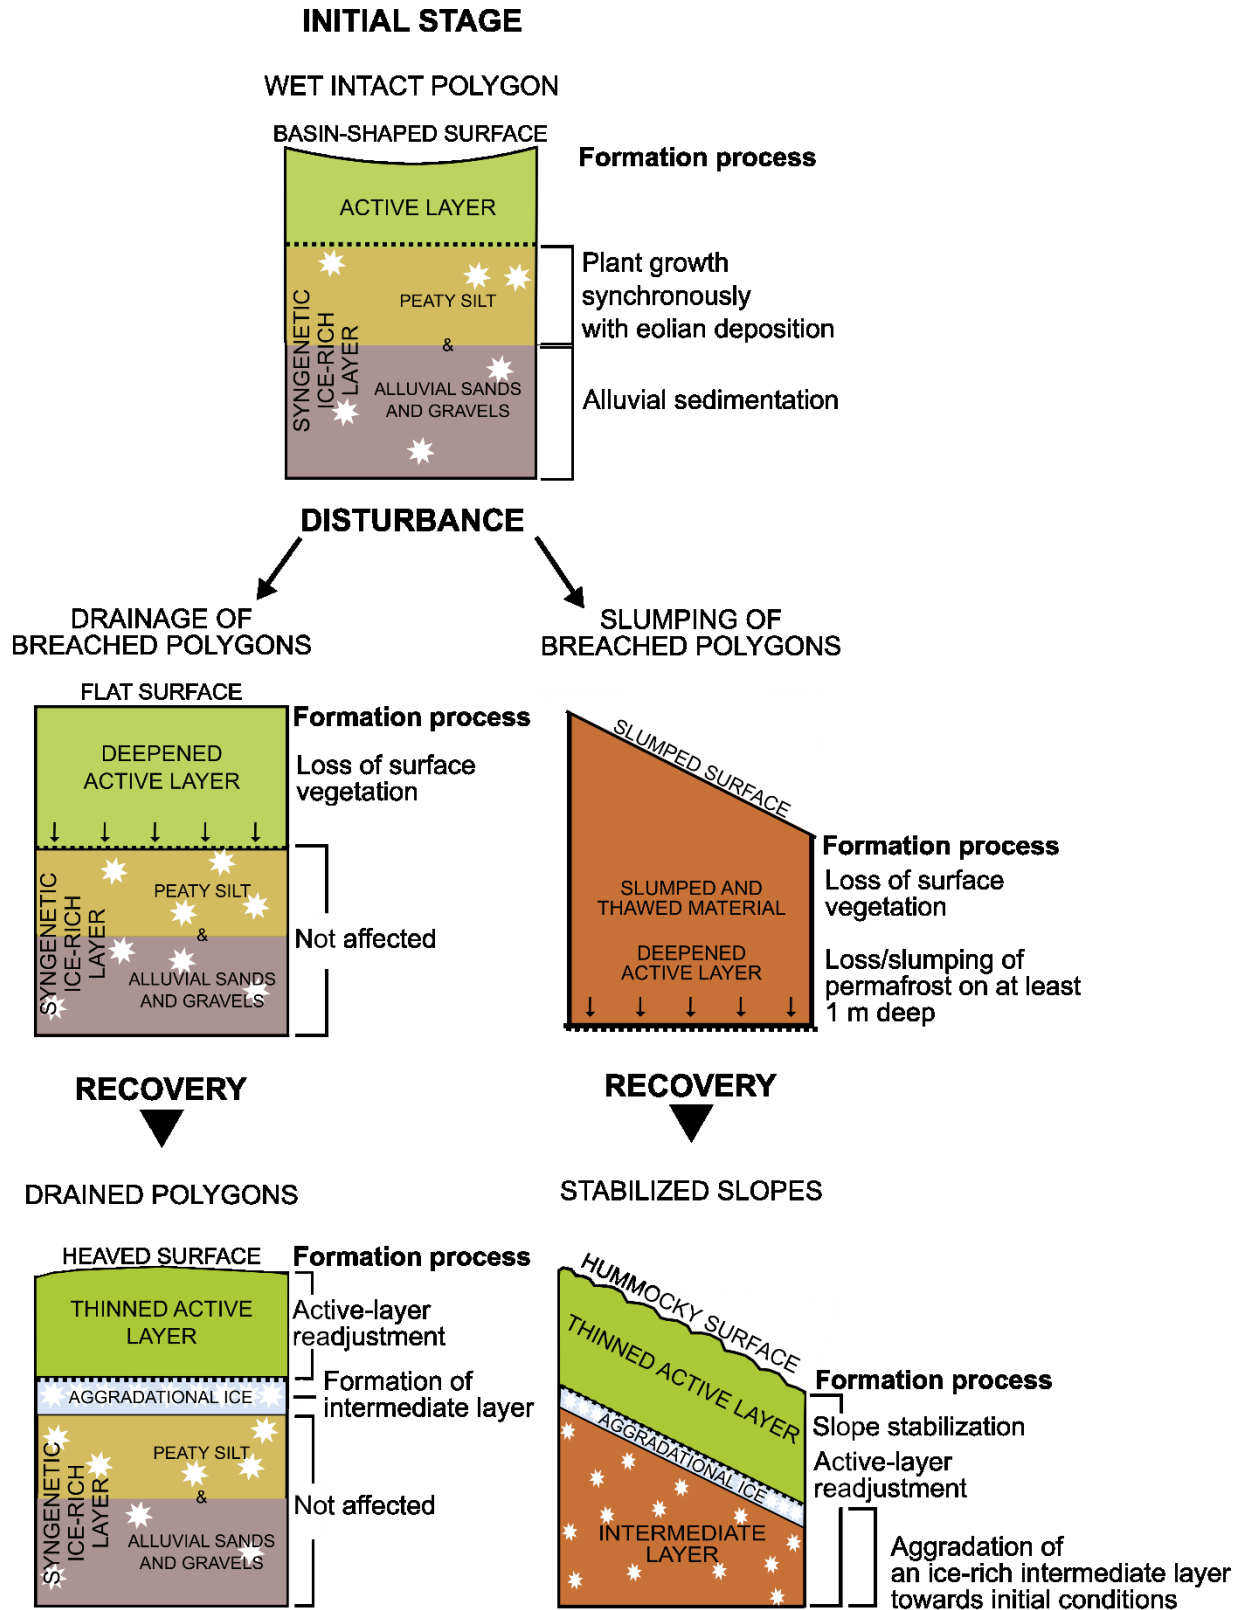 INITIAL STAGE
WET INTACT POLYGON
BASIN-SHAPED SURFACE
Formation process
ACTIVE LAYER
SYNGENETIC
ICE-RICH
LAYER
PEATY SILT
&
ALLUVIAL SANDS
AND GRAVELS
Plant growth
synchronously
with eolian deposition
Alluvial sedimentation
DISTURBANCE
DRAINAGE OF
BREACHED POLYGONS
FLAT SURFACE
Formation process
DEEPENED
ACTIVE LAYER
Loss of surface
vegetation
SYNGENETIC
ICE-RICH
LAYER
PEATY SILT
&
ALLUVIAL SANDS
AND GRAVELS
Not affected
SLUMPING OF
BREACHED POLYGONS
SLUMPED SURFACE
Formation process
SLUMPED AND
THAWED MATERIAL
DEEPENED
ACTIVE LAYER
Loss of surface
vegetation
Loss/slumping of
permafrost on at least
1 m deep
RECOVERY
DRAINED POLYGONS
HEAVED SURFACE
Formation process
THINNED ACTIVE
LAYER
Active-layer
readjustment
AGGRADATIONAL ICE
Formation of
intermediate layer
SYNGENETIC
ICE-RICH
LAYER
PEATY SILT
&
ALLUVIAL SANDS
AND GRAVELS
Not affected
RECOVERY
STABILIZED SLOPES
HUMMOCKY SURFACE
THINNED ACTIVE LAYER
AGGRADATIONAL ICE
INTERMEDIATE
LAYER
Formation process
Slope stabilization
Active-layer
readjustment
Aggradation of
an ice-rich intermediate layer
towards initial conditions